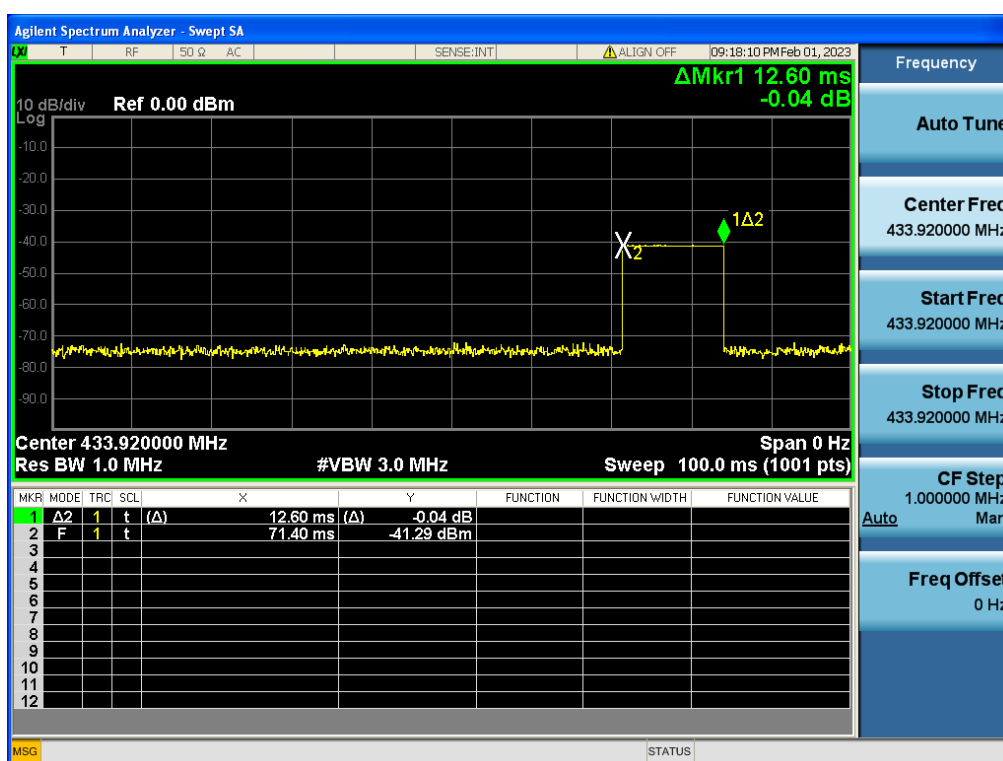 Agilent Spectrum Analyzer - Swept SA
LXI T RF 50 Ω AC SENSE:INT ALIGN OFF 09:18:10 PM Feb 01, 2023
Frequency
ΔMkr1 12.60 ms
-0.04 dB
10 dB/div Ref 0.00 dBm
Log
Auto Tune
-10.0
-20.0
-30.0
-40.0
-50.0
-60.0
-70.0
-80.0
-90.0
1Δ2
X2
Center Freq
433.920000 MHz
Start Freq
433.920000 MHz
Stop Freq
433.920000 MHz
Center 433.920000 MHz Span 0 Hz
Res BW 1.0 MHz #VBW 3.0 MHz Sweep 100.0 ms (1001 pts)
CF Step
1.000000 MHz
Auto Man
MKR MODE TRC SCL X Y FUNCTION FUNCTION WIDTH FUNCTION VALUE
1 Δ2 1 t (Δ) 12.60 ms (Δ) -0.04 dB
2 F 1 t 71.40 ms -41.29 dBm
3
4
5
6
7
8
9
10
11
12
Freq Offset
0 Hz
MSG STATUS